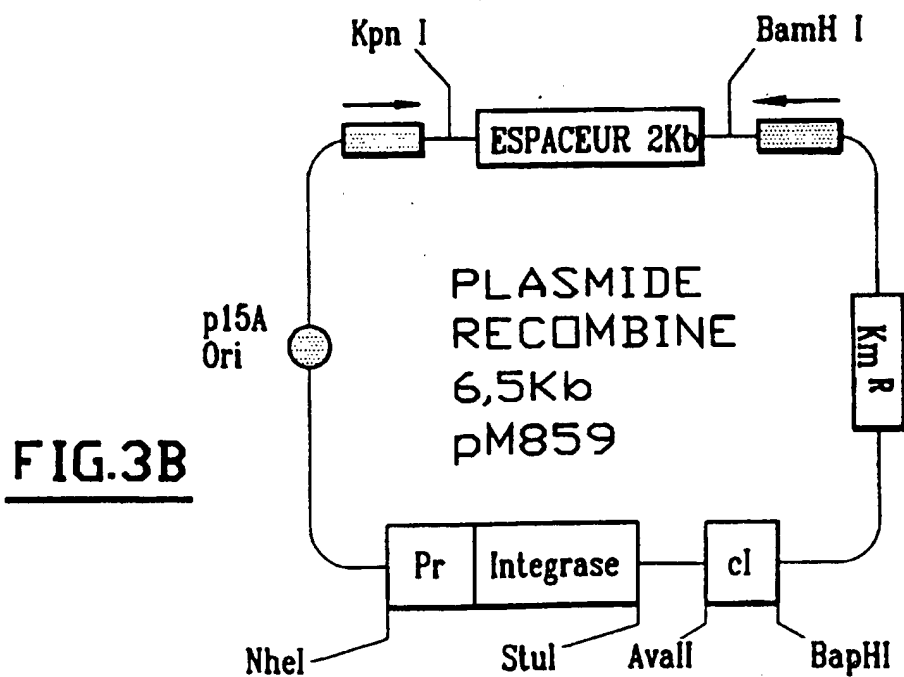 Kpn I
BamH I
ESPACEUR 2Kb
PLASMIDE
RECOMBINE
6,5Kb
pM859
p15A
Ori
Km R
FIG.3B
Pr
Integrase
cI
NheI
StuI
AvaII
BapHI